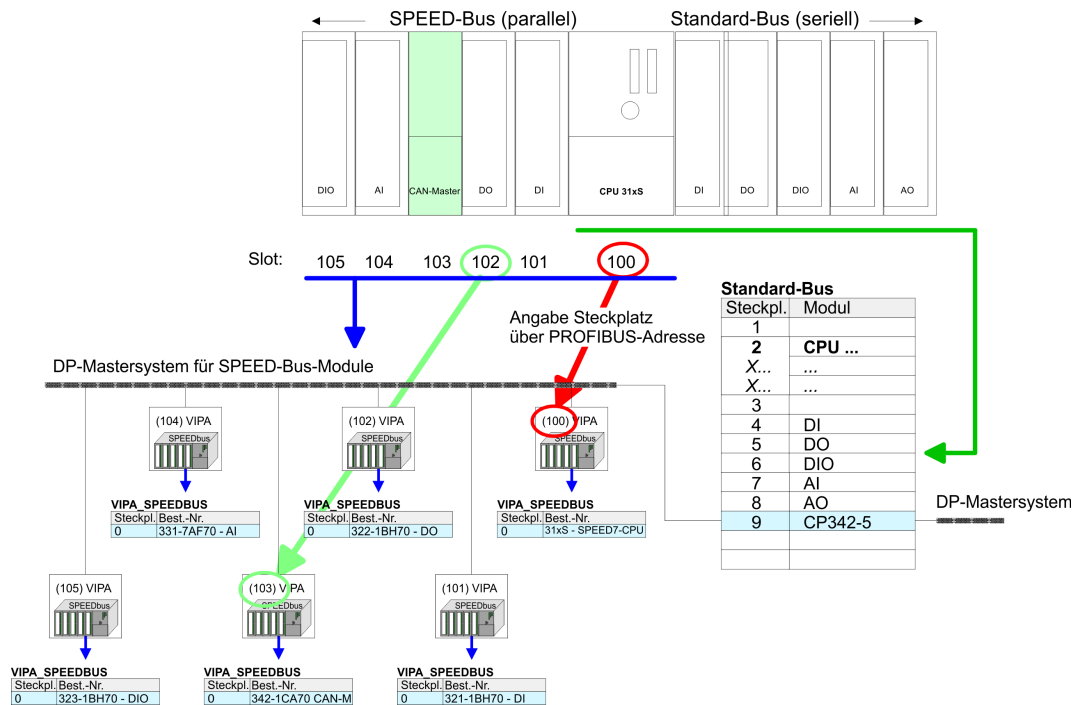 SPEED-Bus (parallel) Standard-Bus (seriell)
DIO AI CAN-Master DO DI CPU 31xS DI DO DIO AI AO
Slot: 105 104 103 102 101 100
Angabe Steckplatz
über PROFIBUS-Adresse
DP-Mastersystem für SPEED-Bus-Module
Standard-Bus
Steckpl. Modul
1
2 CPU ...
X... ...
X... ...
3
4 DI
5 DO
6 DIO
7 AI
8 AO
9 CP342-5
DP-Mastersystem
(104) VIPA
SPEEDbus
VIPA_SPEEDBUS
Steckpl. Best.-Nr.
0 331-7AF70 - AI
(102) VIPA
SPEEDbus
VIPA_SPEEDBUS
Steckpl. Best.-Nr.
0 322-1BH70 - DO
(100) VIPA
SPEEDbus
VIPA_SPEEDBUS
Steckpl. Best.-Nr.
0 31xS - SPEED7-CPU
(105) VIPA
SPEEDbus
VIPA_SPEEDBUS
Steckpl. Best.-Nr.
0 323-1BH70 - DIO
(103) VIPA
SPEEDbus
VIPA_SPEEDBUS
Steckpl. Best.-Nr.
0 342-1CA70 CAN-M
(101) VIPA
SPEEDbus
VIPA_SPEEDBUS
Steckpl. Best.-Nr.
0 321-1BH70 - DI